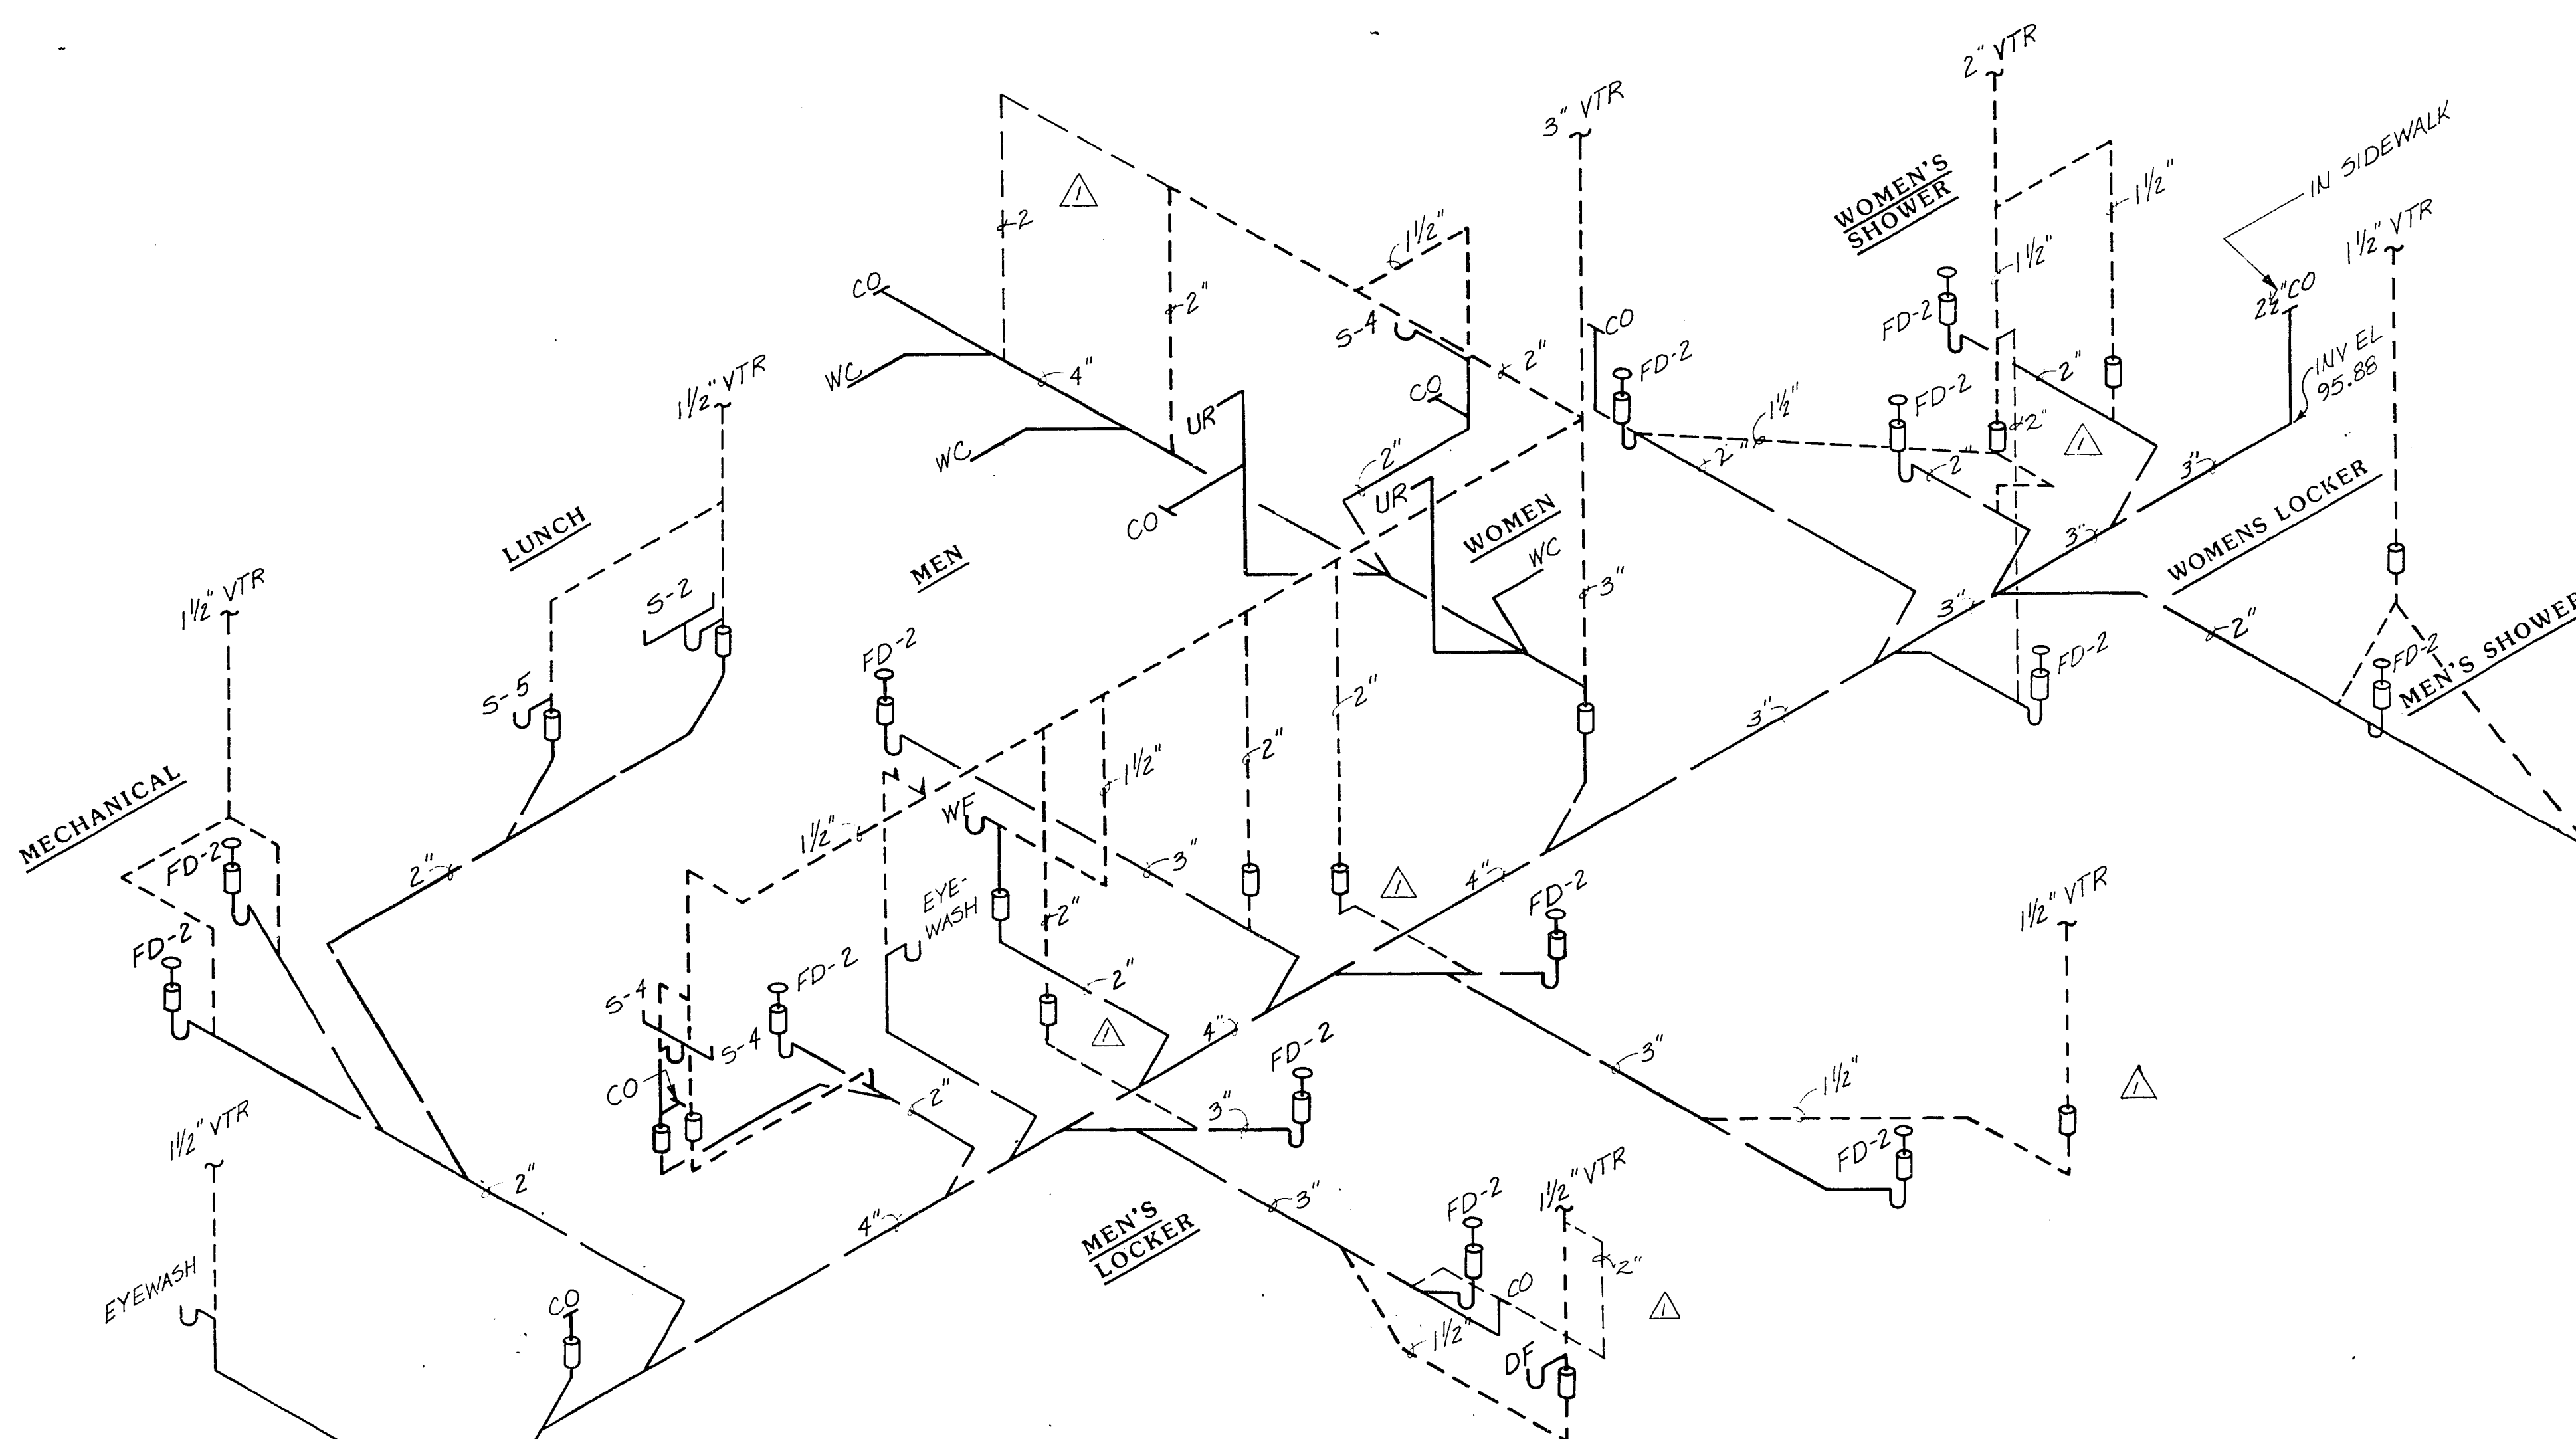 2" VTR
3" VTR
IN SIDEWALK
WOMEN'S
SHOWER
1½"
1½" VTR
2
1
1½"
1½"
CO
2"
S-4
CO
FD-2
2½"CO
INV EL
95.88
WC
4"
2"
FD-2
2"
1½" VTR
UR
CO
1½"
FD-2
2"
1
WC
2"
2"
2"
3"
CO
UR
WOMEN
WOMENS LOCKER
LUNCH
MEN
WC
3"
3"
3"
2"
1½" VTR
S-2
FD-2
3"
FD-2
FD-2
MEN'S SHOWER
S-5
2"
2"
1½"
MECHANICAL
WF
1½"
3"
4"
1
FD-2
2"
EYE-
WASH
2"
FD-2
1½" VTR
FD-2
FD-2
2"
S-4
S-4
1
4"
FD-2
3"
1½"
1
CO
2"
3"
FD-2
1½" VTR
2"
4"
3"
FD-2
1½" VTR
MEN'S
LOCKER
2"
EYEWASH
CO
CO
1½"
1
DF